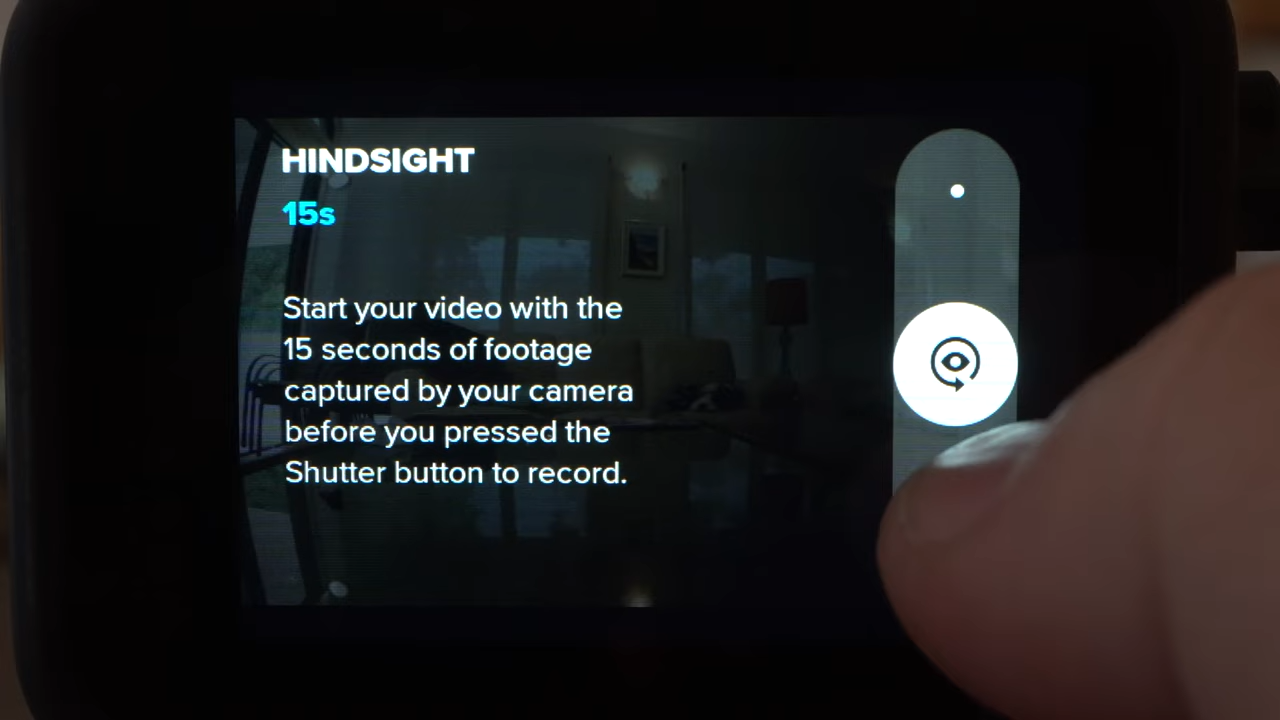 HINDSIGHT
15s
Start your video with the
15 seconds of footage
captured by your camera
before you pressed the
Shutter button to record.